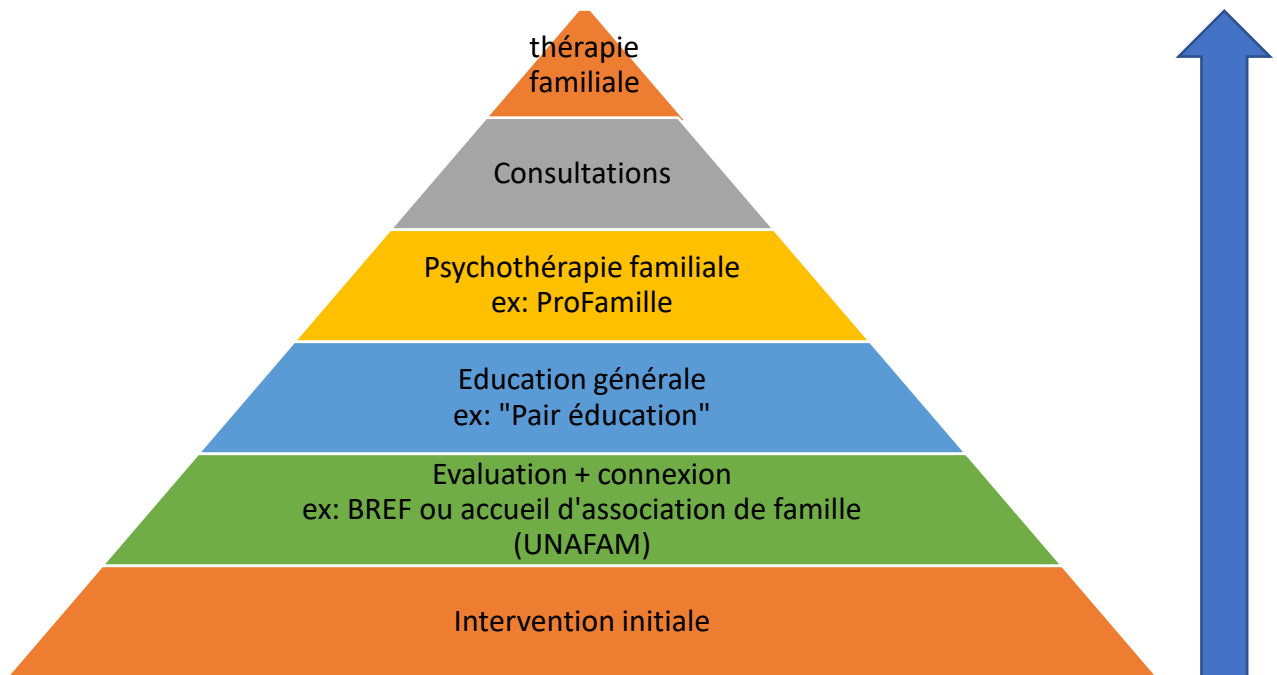 thérapie
familiale
Consultations
Psychothérapie familiale
ex: ProFamille
Education générale
ex: "Pair éducation"
Evaluation + connexion
ex: BREF ou accueil d'association de famille
(UNAFAM)
Intervention initiale